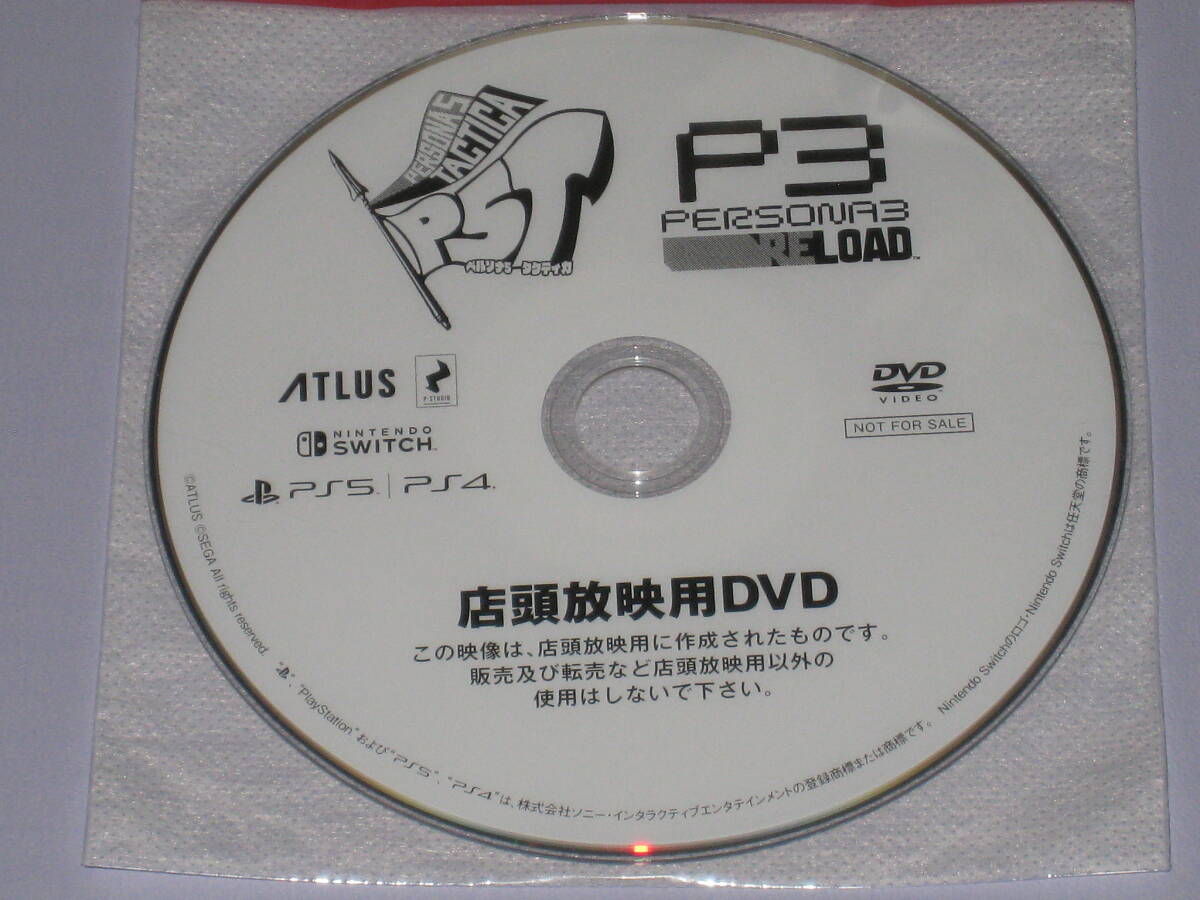 PERSONA5
TACTICA
P5T
ペルソナ5 タクティカ
P3
PERSONA3
RELOAD™
ATLUS
P-STUDIO
NINTENDO
SWITCH™
PS5™ | PS4™
DVD
VIDEO
NOT FOR SALE
店頭放映用DVD
この映像は、店頭放映用に作成されたものです。
販売及び転売など店頭放映用以外の
使用はしないで下さい。
©ATLUS ©SEGA All rights reserved. "", "PlayStation" および "PS5"、"PS4"は、株式会社ソニー・インタラクティブエンタテインメントの登録商標または商標です。 Nintendo Switchのロゴ・Nintendo Switchは任天堂の商標です。